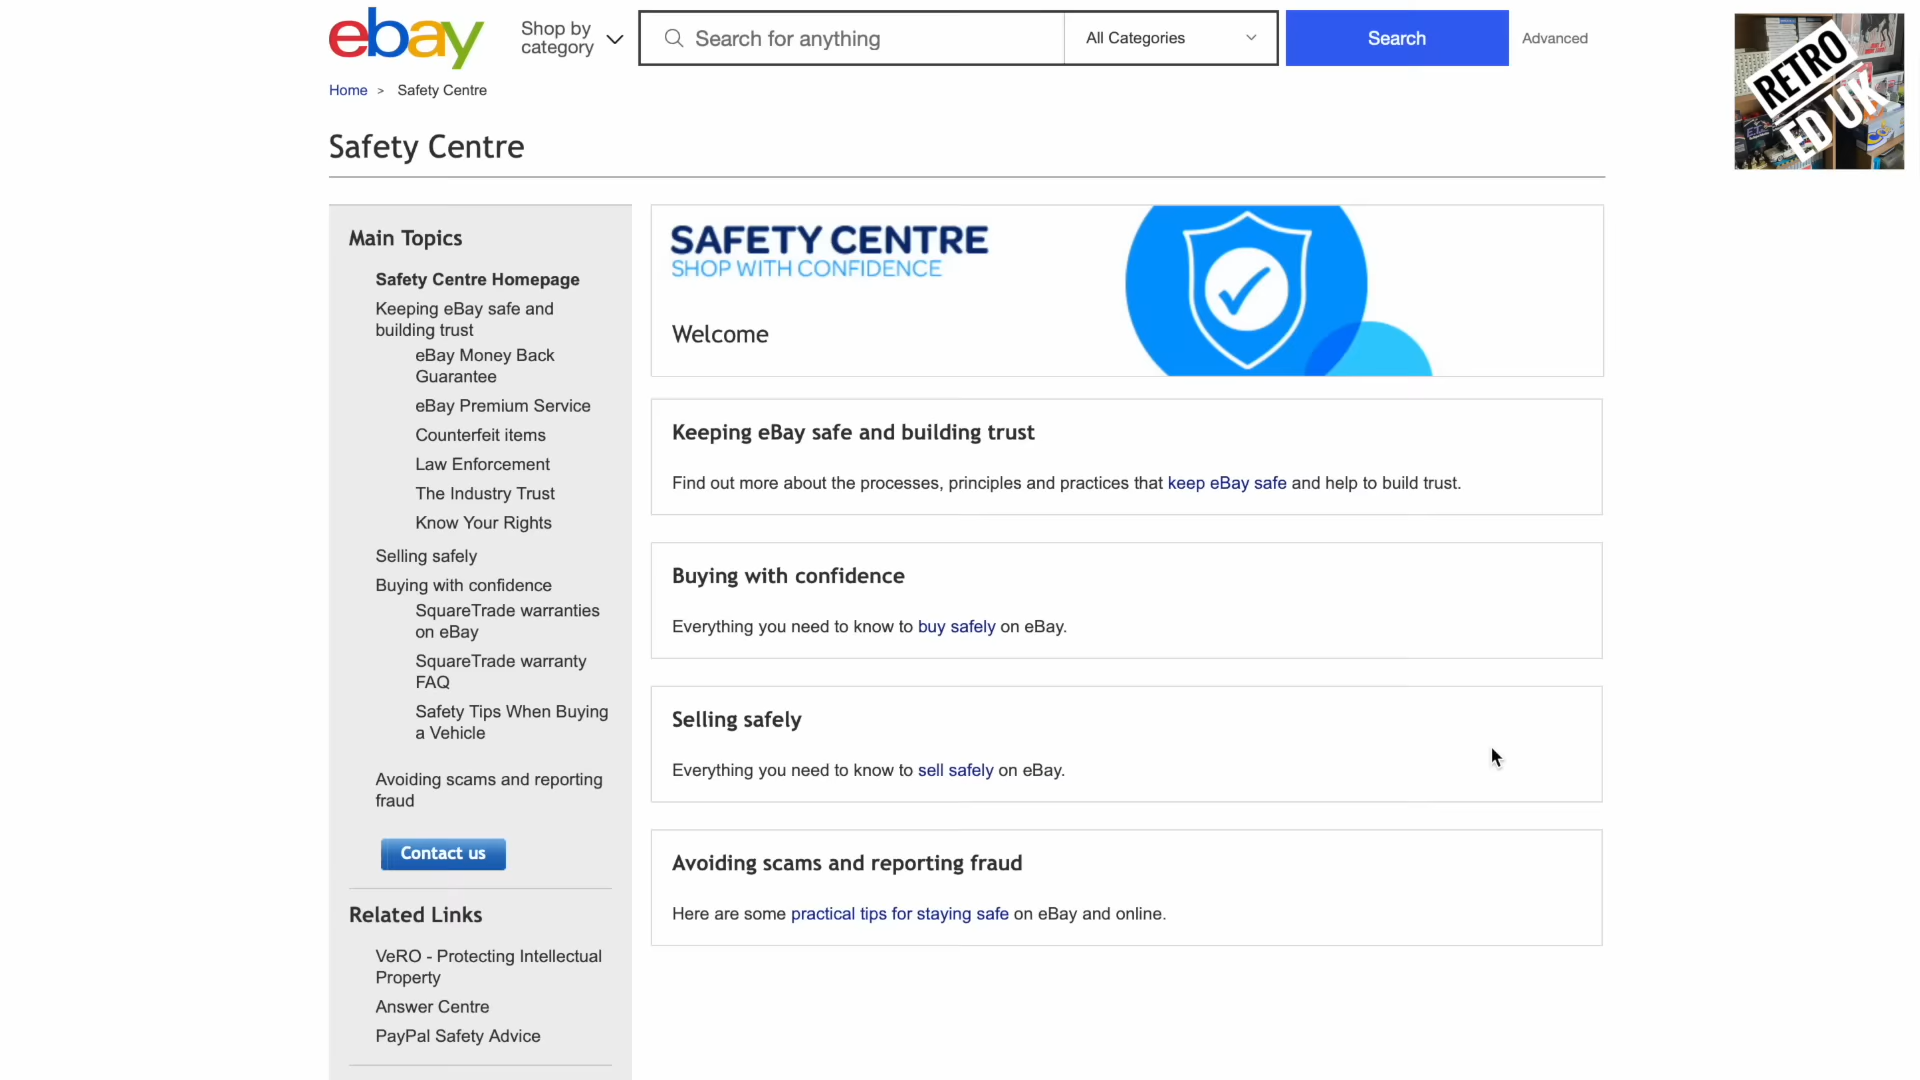 ebay
Shop by
category
Search for anything
All Categories
Search
Advanced
RETRO
ED UK
Home > Safety Centre
Safety Centre
Main Topics
Safety Centre Homepage
Keeping eBay safe and
building trust
eBay Money Back
Guarantee
eBay Premium Service
Counterfeit items
Law Enforcement
The Industry Trust
Know Your Rights
Selling safely
Buying with confidence
SquareTrade warranties
on eBay
SquareTrade warranty
FAQ
Safety Tips When Buying
a Vehicle
Avoiding scams and reporting
fraud
Contact us
Related Links
VeRO - Protecting Intellectual
Property
Answer Centre
PayPal Safety Advice
SAFETY CENTRE
SHOP WITH CONFIDENCE
Welcome
Keeping eBay safe and building trust
Find out more about the processes, principles and practices that keep eBay safe and help to build trust.
Buying with confidence
Everything you need to know to buy safely on eBay.
Selling safely
Everything you need to know to sell safely on eBay.
Avoiding scams and reporting fraud
Here are some practical tips for staying safe on eBay and online.